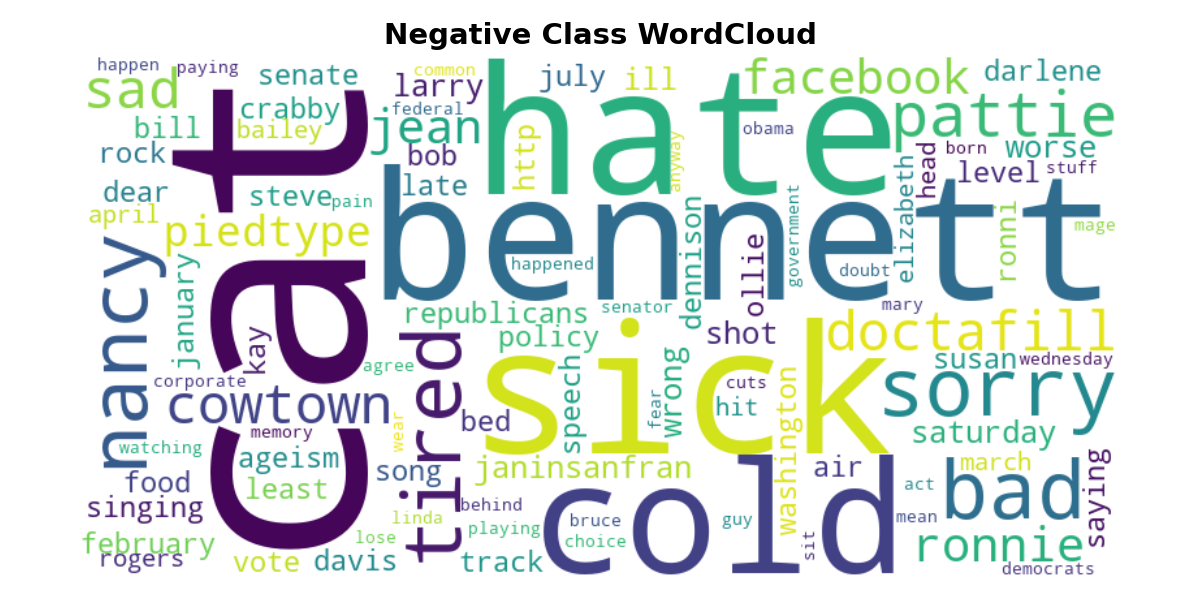 Negative Class WordCloud
happen
paying
senate
common
larry
july
ill
facebook
darlene
sad
crabby
federal
hate
pattie
bill
bailey
jean
http
anyway
obama
head
born
worse
rock
bob
level
stuff
dear
steve
pain
late
bennett
elizabeth
ronni
mage
april
piedtype
cat
dennison
ollie
government
happened
doubt
nancy
january
kay
republicans
senator
mary
policy
shot
doctafill
corporate
agree
tired
sick
susan
wednesday
cowtown
speech
wrong
fear
cuts
hit
sorry
memory
wear
bed
washington
saturday
watching
ageism
song
janinsanfran
air
march
saying
food
least
cold
act
bad
singing
behind
linda
playing
bruce
guy
mean
february
lose
choice
sit
ronnie
rogers
vote
davis
track
democrats